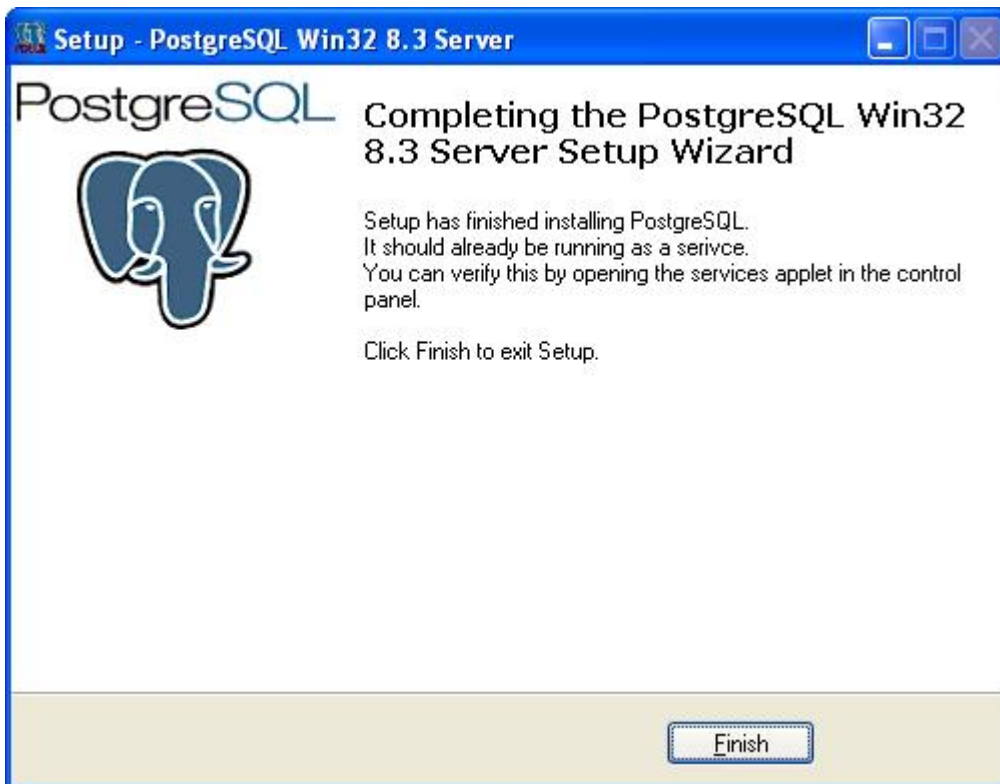 Setup - PostgreSQL Win32 8.3 Server
PostgreSQL
Completing the PostgreSQL Win32
8.3 Server Setup Wizard
Setup has finished installing PostgreSQL.
It should already be running as a serivce.
You can verify this by opening the services applet in the control
panel.
Click Finish to exit Setup.
Finish